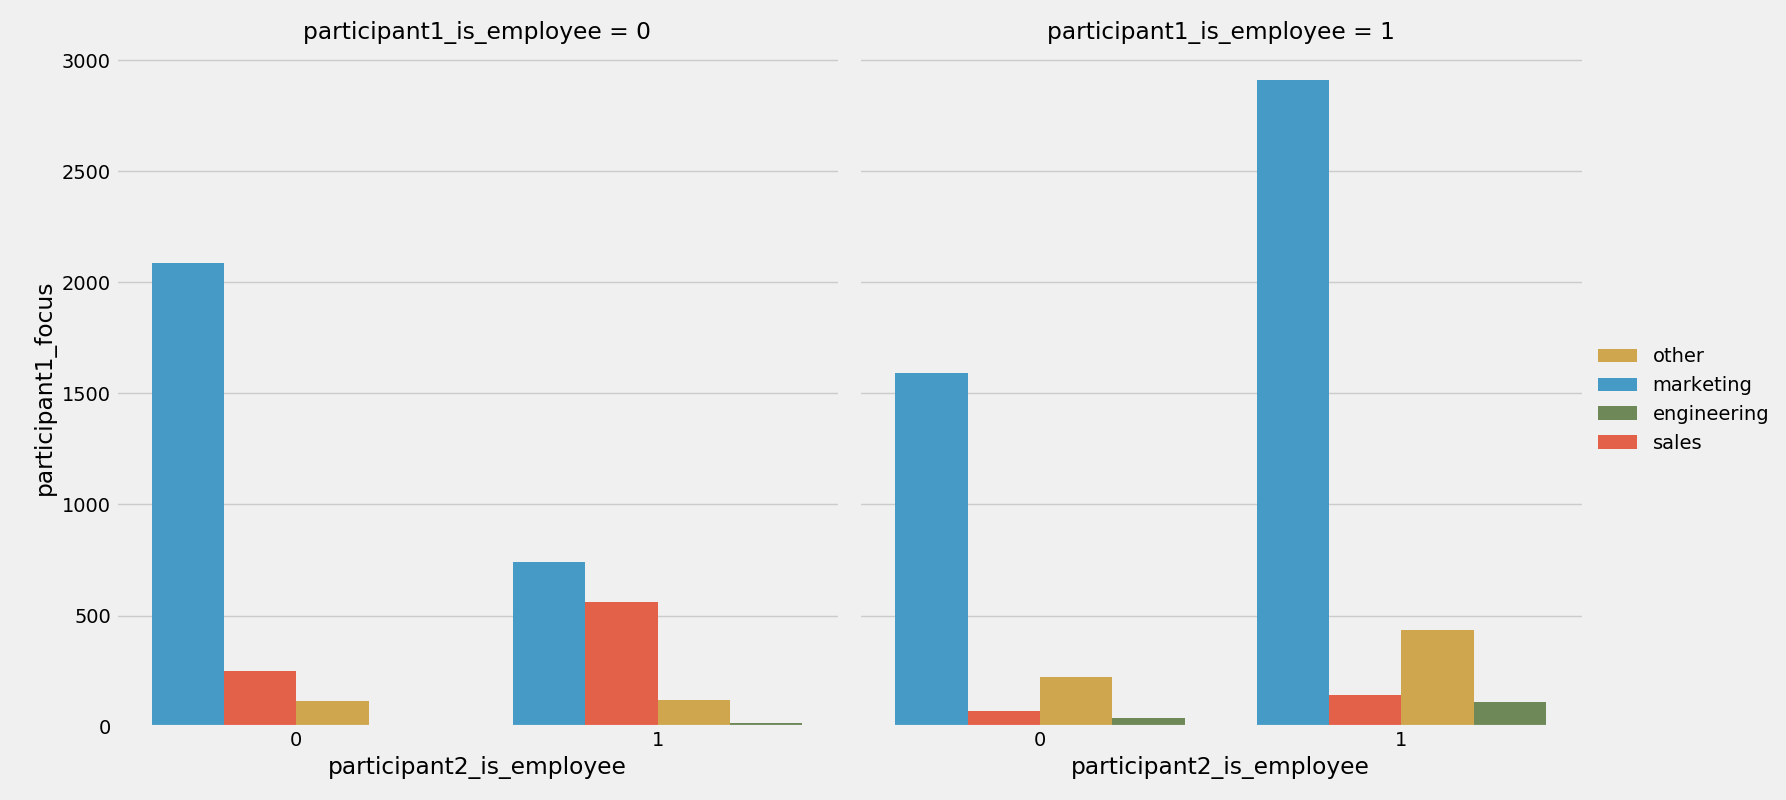 participant1_is_employee = 0
participant1_is_employee = 1
3000
2500
2000
1500
1000
500
0
participant1_focus
0
1
0
1
participant2_is_employee
participant2_is_employee
other
marketing
engineering
sales